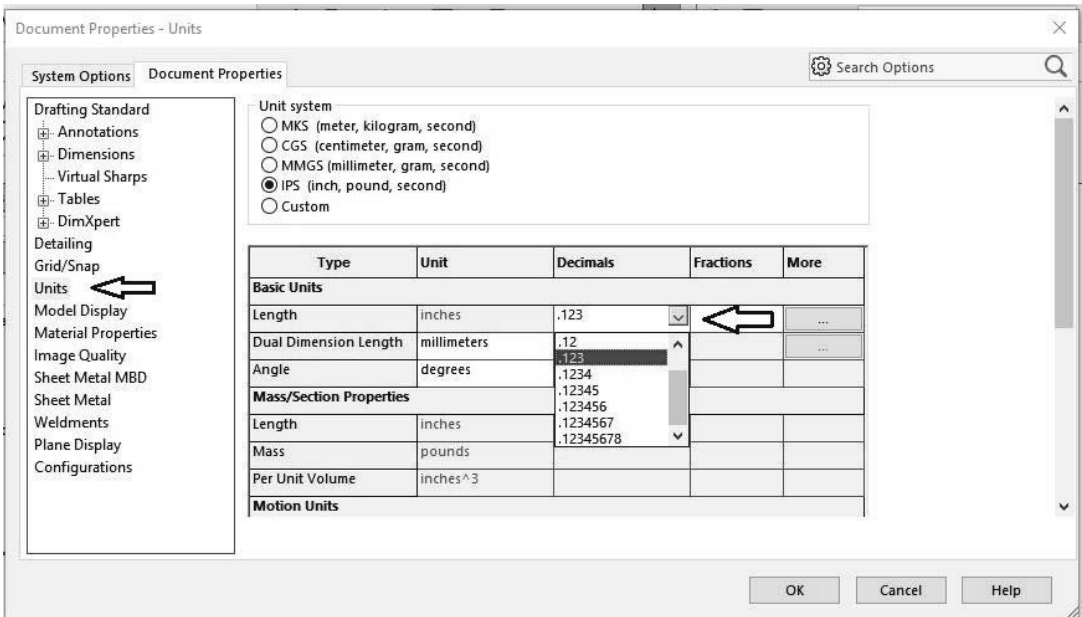 Document Properties - Units
System Options
Document Properties
Search Options
Drafting Standard
Annotations
Dimensions
Virtual Sharps
Tables
DimXpert
Detailing
Grid/Snap
Units
Model Display
Material Properties
Image Quality
Sheet Metal MBD
Sheet Metal
Weldments
Plane Display
Configurations
Unit system
MKS (meter, kilogram, second)
CGS (centimeter, gram, second)
MMGS (millimeter, gram, second)
IPS (inch, pound, second)
Custom
Type Unit Decimals Fractions More
Basic Units
Length inches .123 ...
Dual Dimension Length millimeters .12 ...
.123
Angle degrees .1234
.12345
Mass/Section Properties .123456
Length inches .1234567
.12345678
Mass pounds
Per Unit Volume inches^3
Motion Units
OK Cancel Help